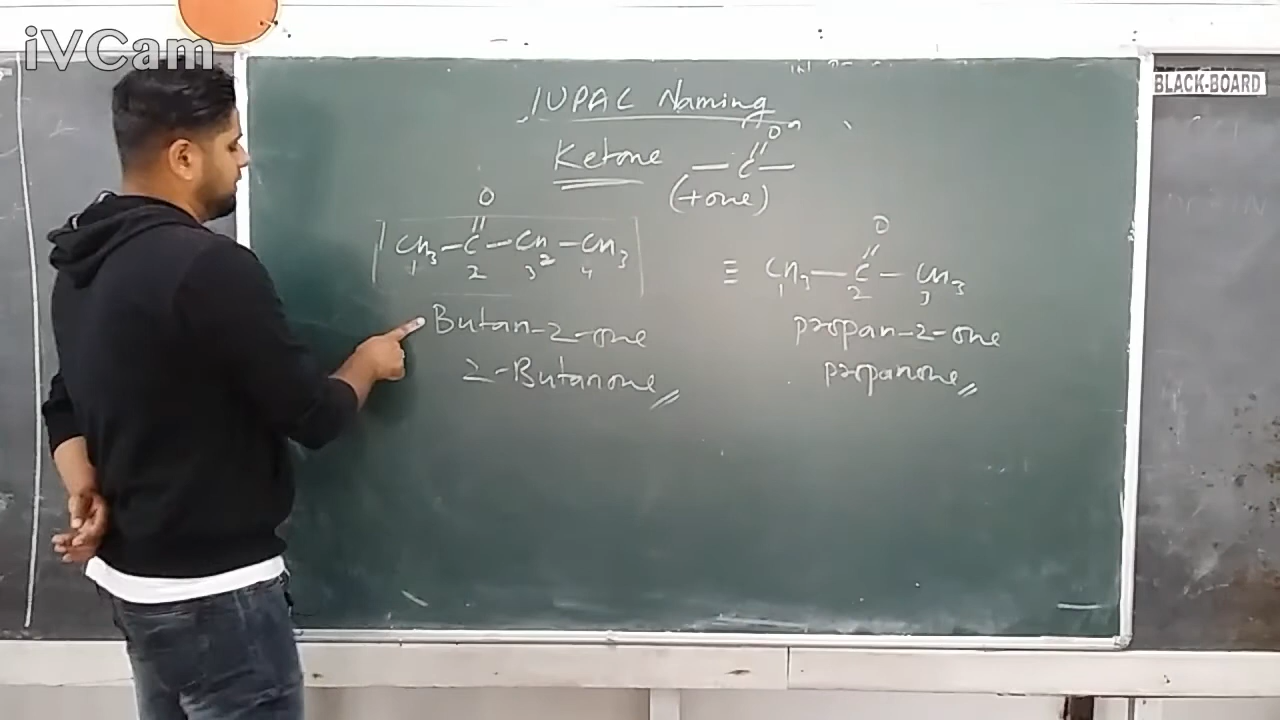 iVCam
BLACK-BOARD
IUPAC Naming
O
Ketone —C—
(+one)
O
CH3—C—CH2—CH3
1 2 3 4
Butan-2-one
2-Butanone
O
≡ CH3—C—CH3
1 2 3
propan-2-one
propanone